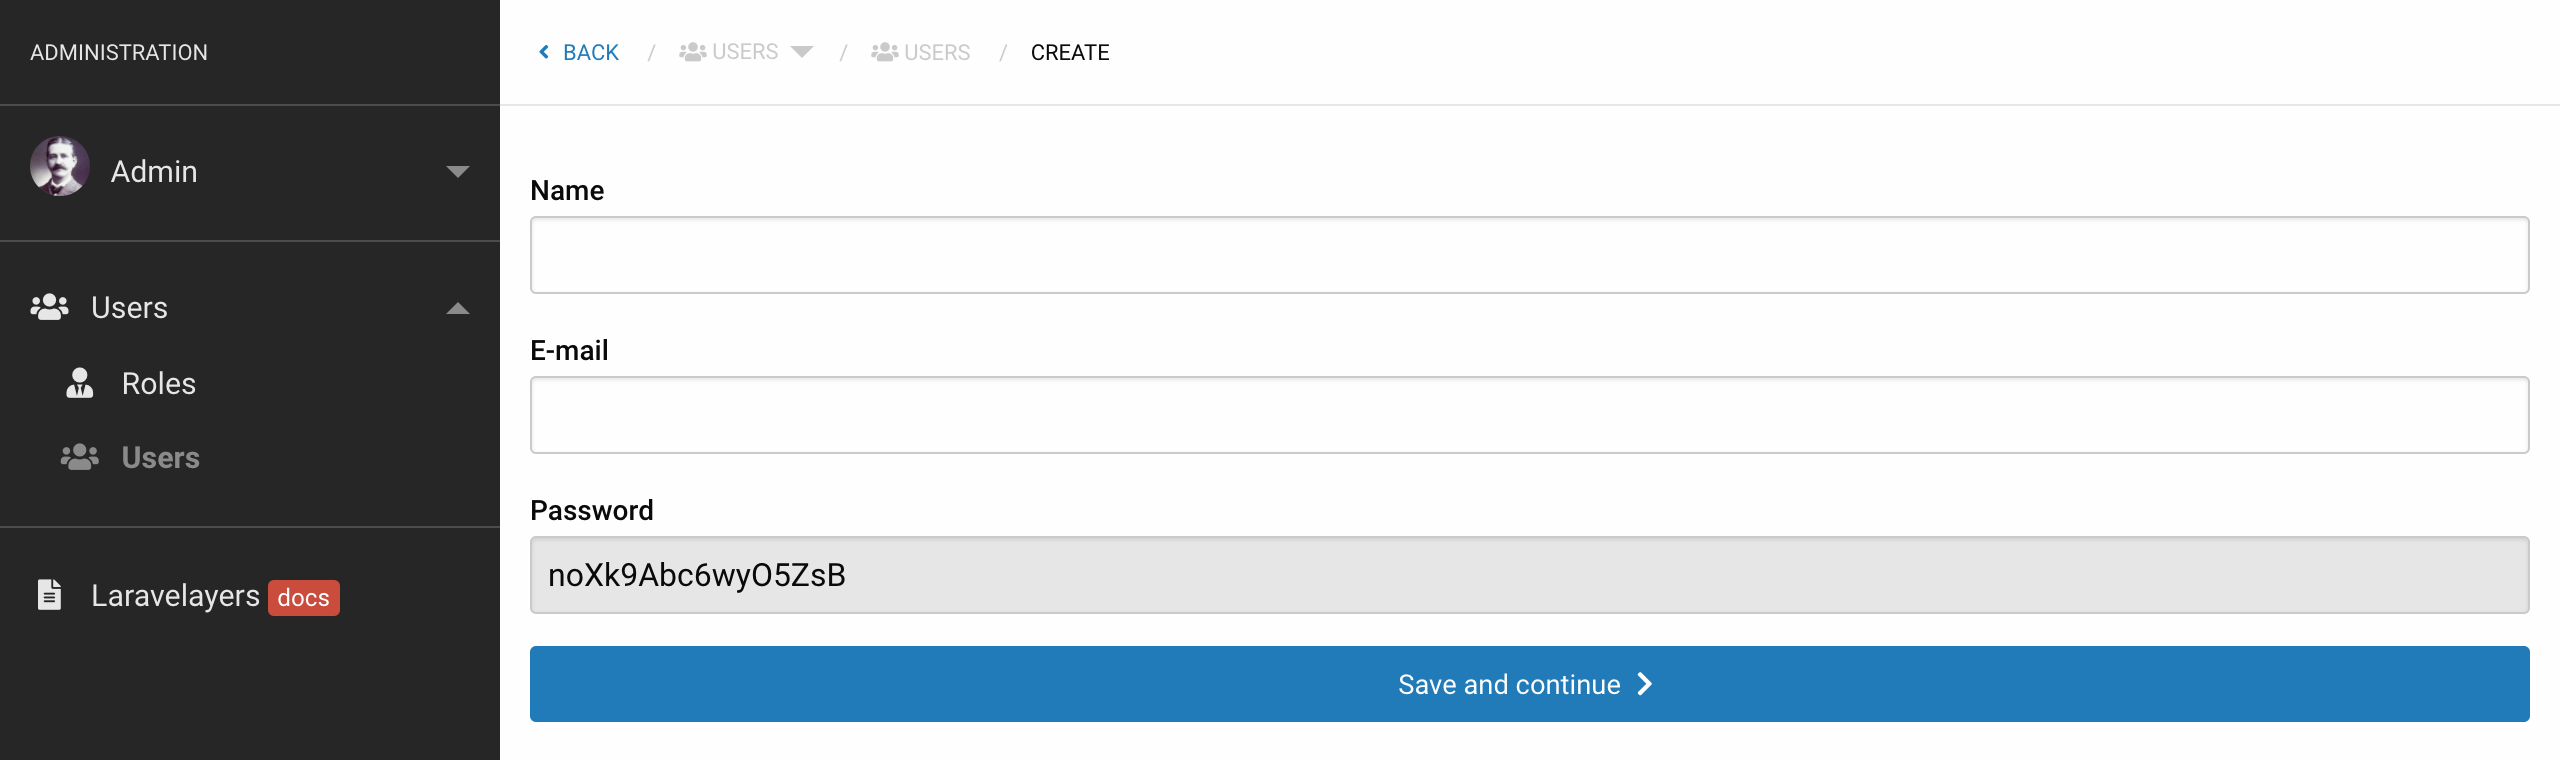 ADMINISTRATION
BACK / USERS / USERS / CREATE
Admin
Users
Roles
Users
Laravelayers docs
Name
E-mail
Password
noXk9Abc6wyO5ZsB
Save and continue